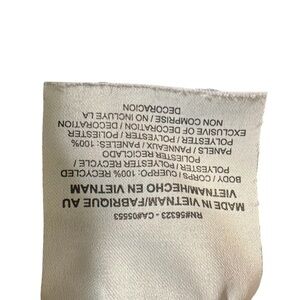 RN#56323 - CA#05553
MADE IN VIETNAM/FABRIQUE AU
VIETNAM/HECHO EN VIETNAM
BODY / CORPS / CUERPO: 100% RECYCLED
POLYESTER / POLYESTER RECYCLE /
POLIESTER RECICLADO
PANELS / PANNEAUX / PANELES: 100%
POLYESTER / POLYESTER / POLIESTER
EXCLUSIVE OF DECORATION / DECORATION
NON COMPRISE / NO INCLUYE LA
DECORACION